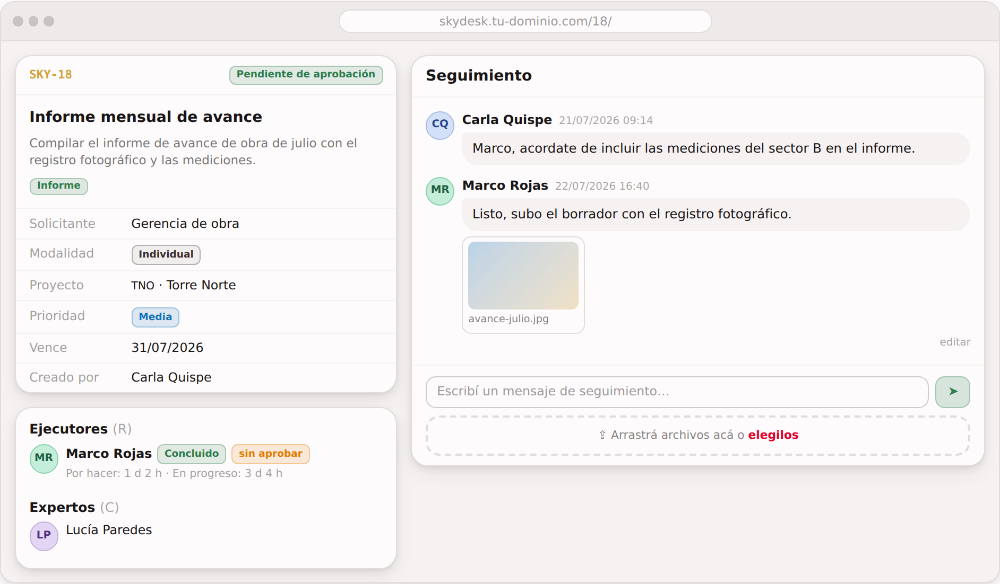 skydesk.tu-dominio.com/18/
SKY-18
Pendiente de aprobación
Informe mensual de avance
Compilar el informe de avance de obra de julio con el
registro fotográfico y las mediciones.
Informe
Solicitante Gerencia de obra
Modalidad Individual
Proyecto TNO · Torre Norte
Prioridad Media
Vence 31/07/2026
Creado por Carla Quispe
Ejecutores (R)
MR Marco Rojas Concluido sin aprobar
Por hacer: 1 d 2 h · En progreso: 3 d 4 h
Expertos (C)
LP Lucía Paredes
Seguimiento
CQ Carla Quispe 21/07/2026 09:14
Marco, acordate de incluir las mediciones del sector B en el informe.
MR Marco Rojas 22/07/2026 16:40
Listo, subo el borrador con el registro fotográfico.
avance-julio.jpg
editar
Escribí un mensaje de seguimiento…
➤
⇪ Arrastrá archivos acá o elegilos